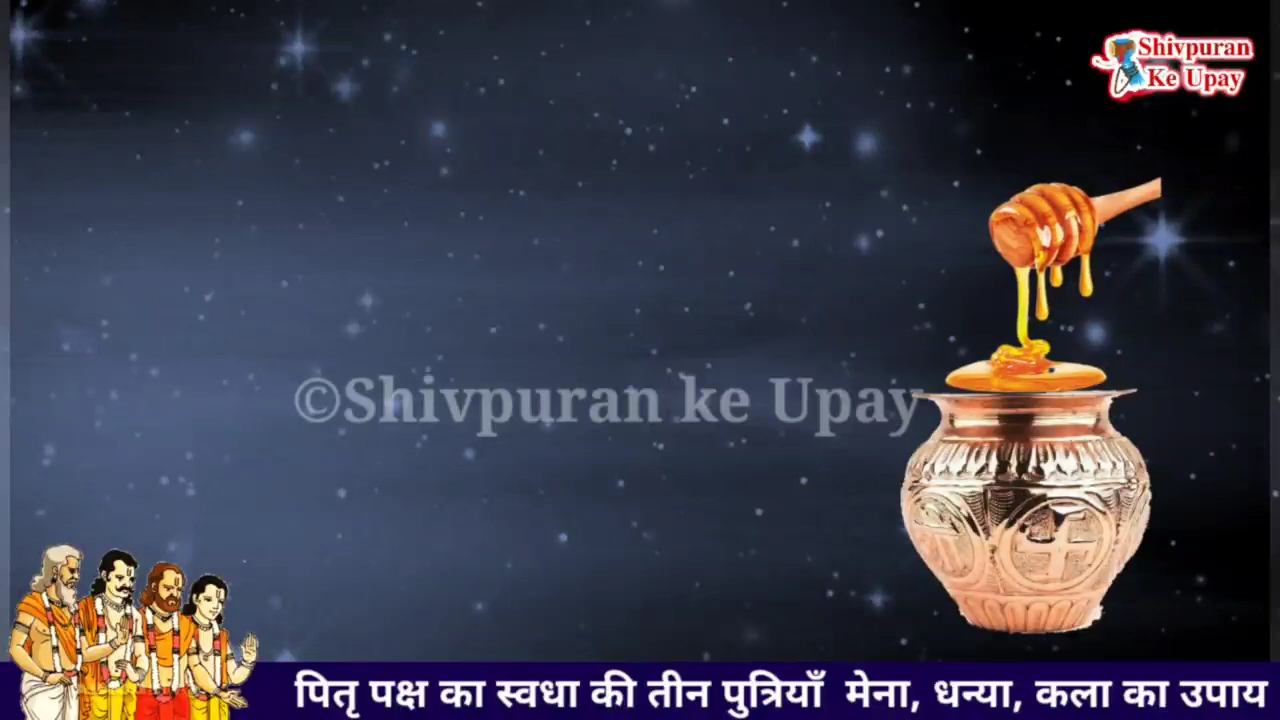 Shivpuran
Ke Upay
©Shivpuran ke Upay
पितृ पक्ष का स्वधा की तीन पुत्रियाँ मेना, धन्या, कला का उपाय